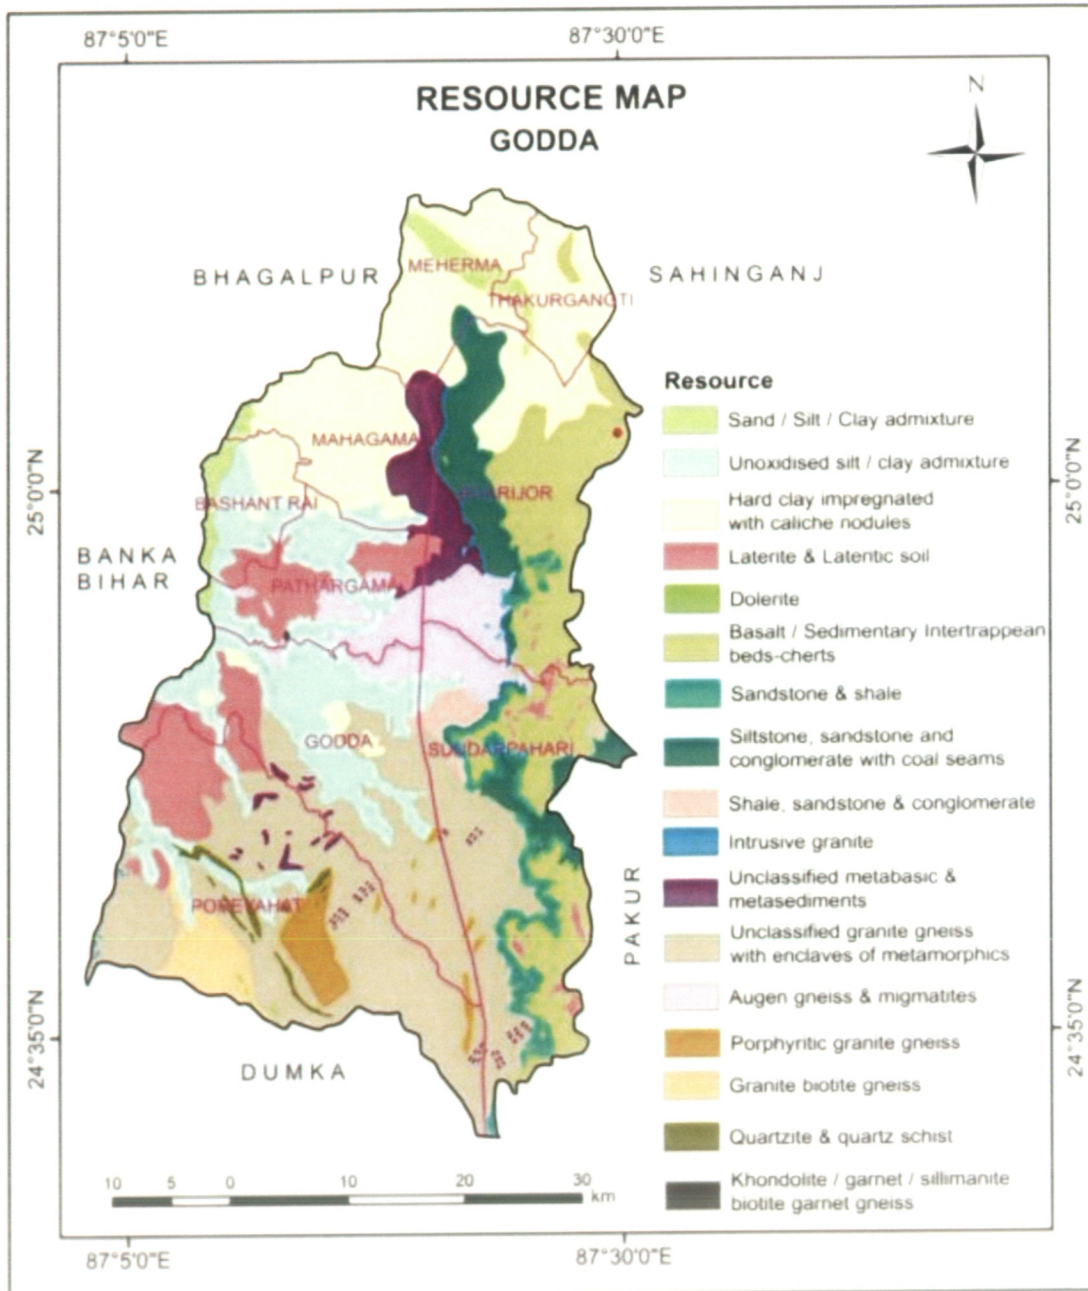 87°5'0"E
87°30'0"E
RESOURCE MAP
GODDA
N
BHAGALPUR
SAHINGANJ
MEHERMA
THAKURGANGTI
Resource
Sand / Silt / Clay admixture
Unoxidised silt / clay admixture
Hard clay impregnated
with caliche nodules
Laterite & Latentic soil
Dolerite
Basalt / Sedimentary Intertrappean
beds-cherts
Sandstone & shale
Siltstone, sandstone and
conglomerate with coal seams
Shale, sandstone & conglomerate
Intrusive granite
Unclassified metabasic &
metasediments
Unclassified granite gneiss
with enclaves of metamorphics
Augen gneiss & migmatites
Porphyritic granite gneiss
Granite biotite gneiss
Quartzite & quartz schist
Khondolite / garnet / sillimanite
biotite garnet gneiss
MAHAGAMA
BASHANT RAI
25°0'0"N
25°0'0"N
BANKA
BIHAR
PATHARGAMA
GODDA
SUNDARPAHARI
POREYAHAT
PAKUR
24°35'0"N
24°35'0"N
DUMKA
10 5 0 10 20 30
km
87°5'0"E
87°30'0"E